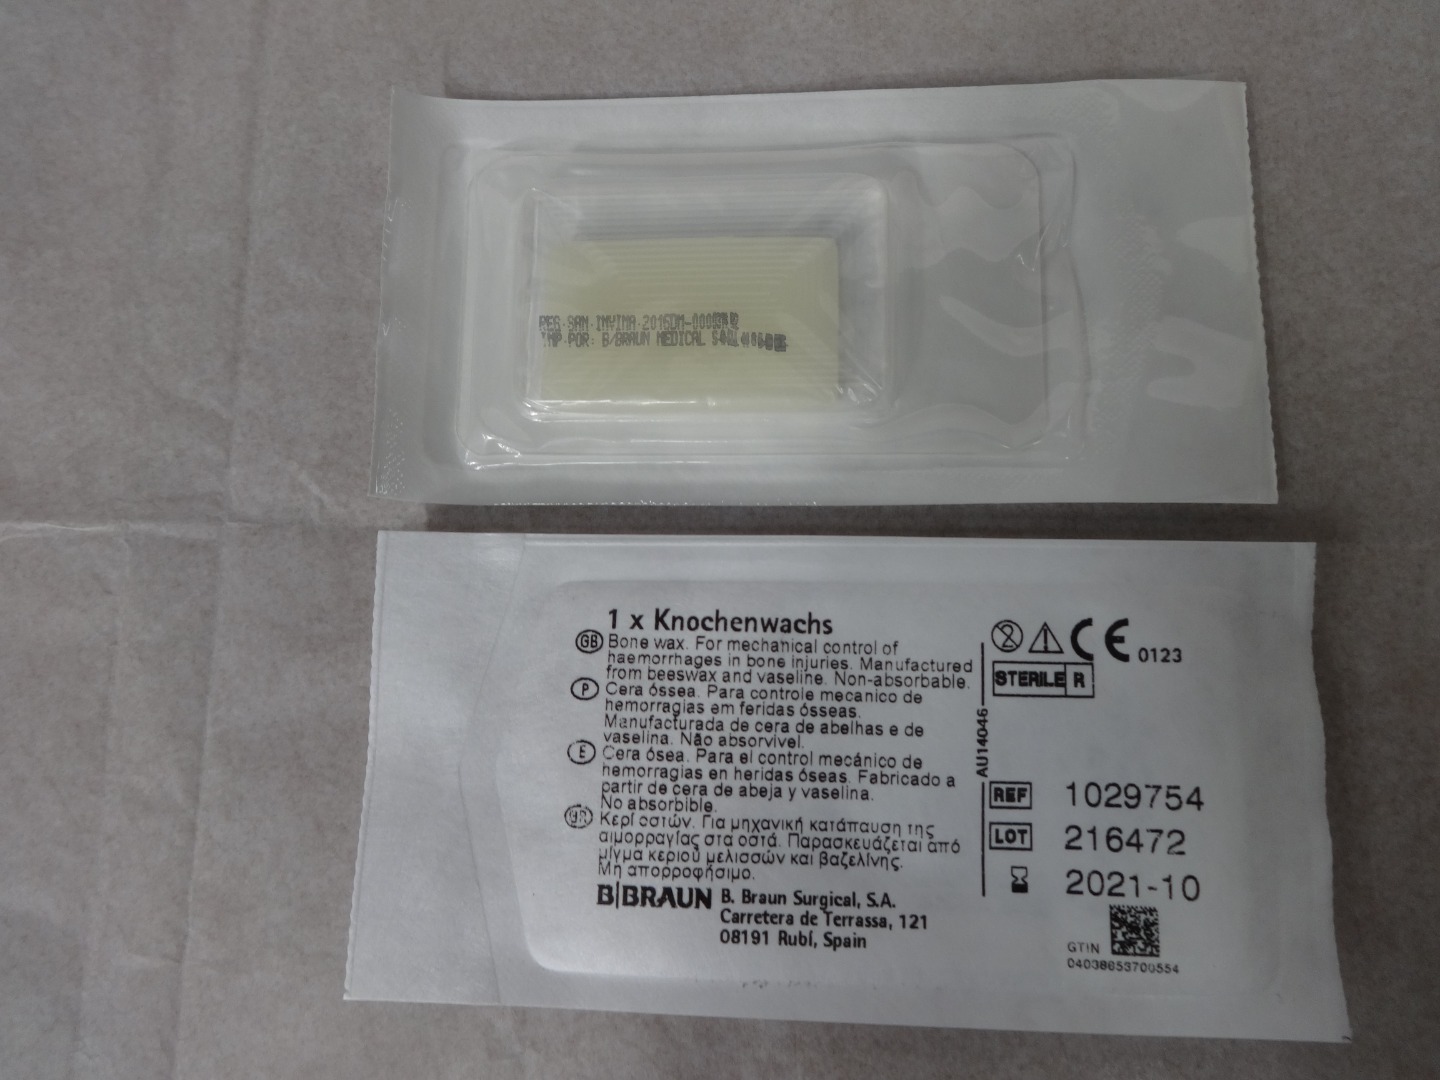 REG.SAN.INVIMA.2016DM-000
IMP.POR: B/BRAUN MEDICAL
1 x Knochenwachs
GB Bone wax. For mechanical control of
haemorrhages in bone injuries. Manufactured
from beeswax and vaseline. Non-absorbable.
P Cera óssea. Para controle mecanico de
hemorragias em feridas ósseas.
Manufacturada de cera de abelhas e de
vaselina. Não absorvível.
E Cera ósea. Para el control mecánico de
hemorragias en heridas óseas. Fabricado a
partir de cera de abeja y vaselina.
No absorbible.
GR Κερί οστών. Για μηχανική κατάπαυση της
αιμορραγίας στα οστά. Παρασκευάζεται από
μίγμα κεριού μελισσών και βαζελίνης.
Μη απορροφήσιμο.
B|BRAUN B. Braun Surgical, S.A.
Carretera de Terrassa, 121
08191 Rubí, Spain
AU14046
2 CE 0123
STERILE R
REF 1029754
LOT 216472
2021-10
GTIN
04038653700554